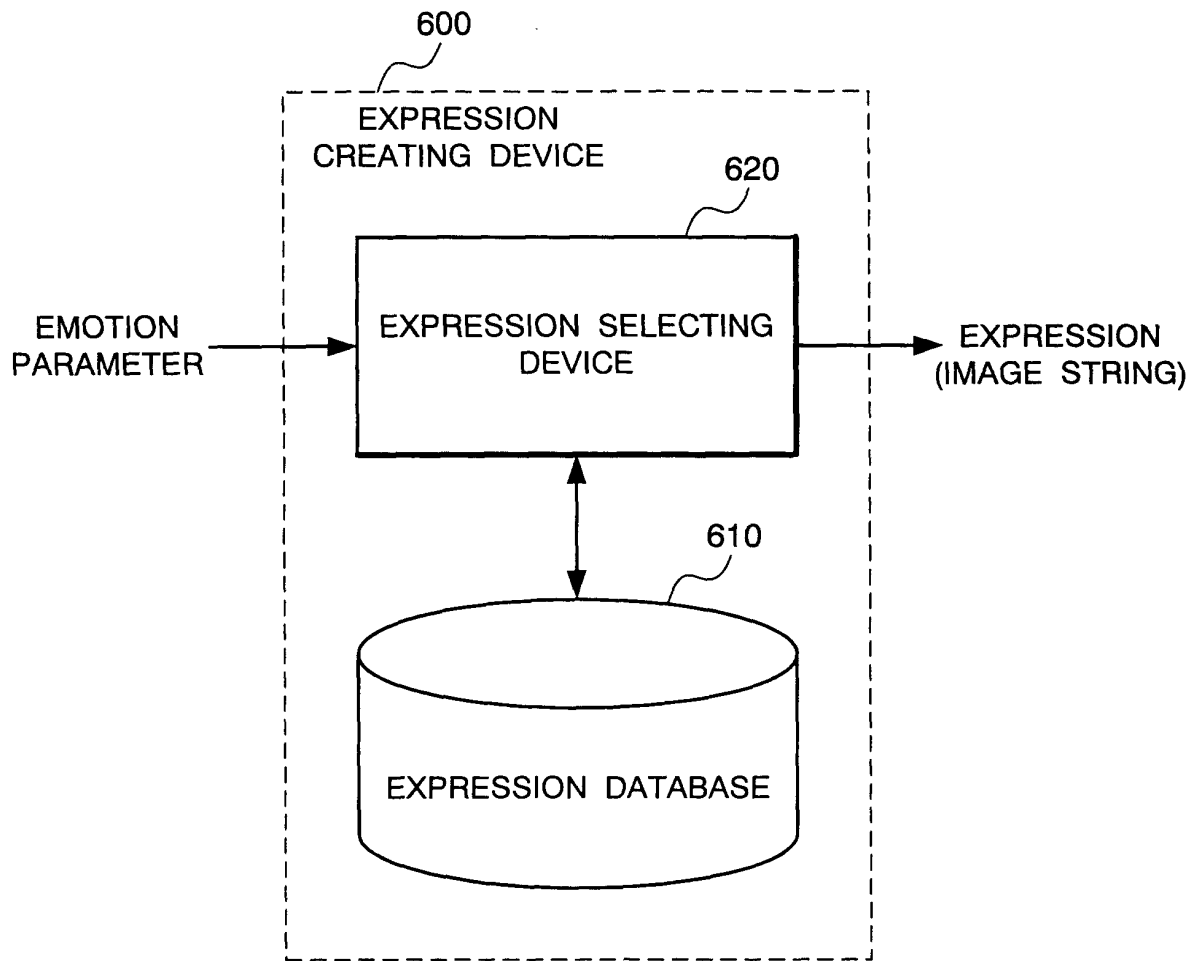 600
EXPRESSION
CREATING DEVICE
620
EXPRESSION SELECTING
DEVICE
EMOTION
PARAMETER
EXPRESSION
(IMAGE STRING)
610
EXPRESSION DATABASE